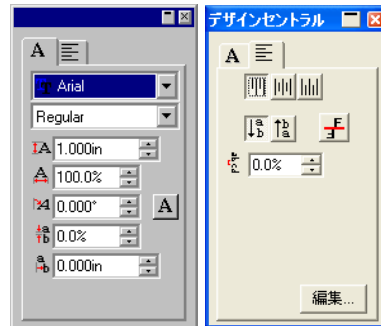 A
Arial
Regular
A 1.000in
A 100.0%
A 0.000° A
a b 0.0%
a b 0.000in
デザインセントラル
A
a b b a F F
0.0%
編集...